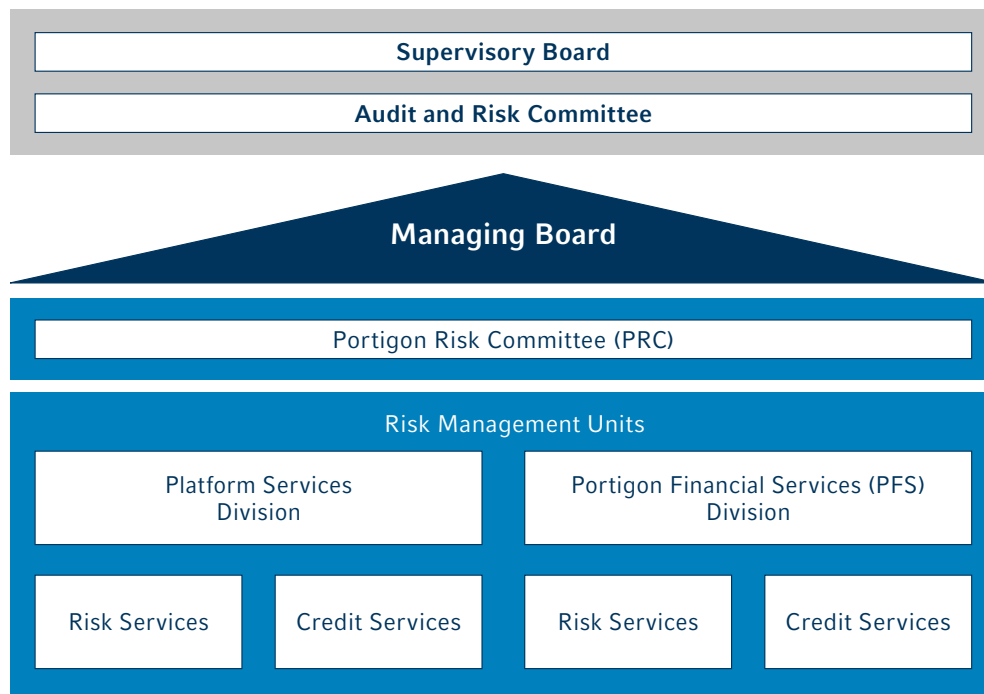 Supervisory Board
Audit and Risk Committee
Managing Board
Portigon Risk Committee (PRC)
Risk Management Units
Platform Services
Division
Portigon Financial Services (PFS)
Division
Risk Services
Credit Services
Risk Services
Credit Services